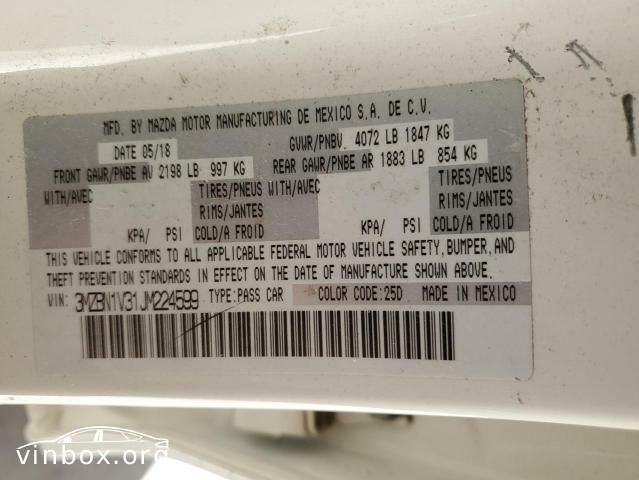 MFD. BY MAZDA MOTOR MANUFACTURING DE MEXICO S.A. DE C.V.
DATE 05/18 GVWR/PNBV 4072 LB 1847 KG
FRONT GAWR/PNBE AV 2198 LB 997 KG REAR GAWR/PNBE AR 1883 LB 854 KG
WITH/AVEC TIRES/PNEUS WITH/AVEC TIRES/PNEUS
RIMS/JANTES RIMS/JANTES
KPA/ PSI COLD/A FROID KPA/ PSI COLD/A FROID
THIS VEHICLE CONFORMS TO ALL APPLICABLE FEDERAL MOTOR VEHICLE SAFETY, BUMPER, AND
THEFT PREVENTION STANDARDS IN EFFECT ON THE DATE OF MANUFACTURE SHOWN ABOVE.
VIN: 3MZBN1V31JM224599 TYPE: PASS CAR COLOR CODE: 25D MADE IN MEXICO
vinbox.org